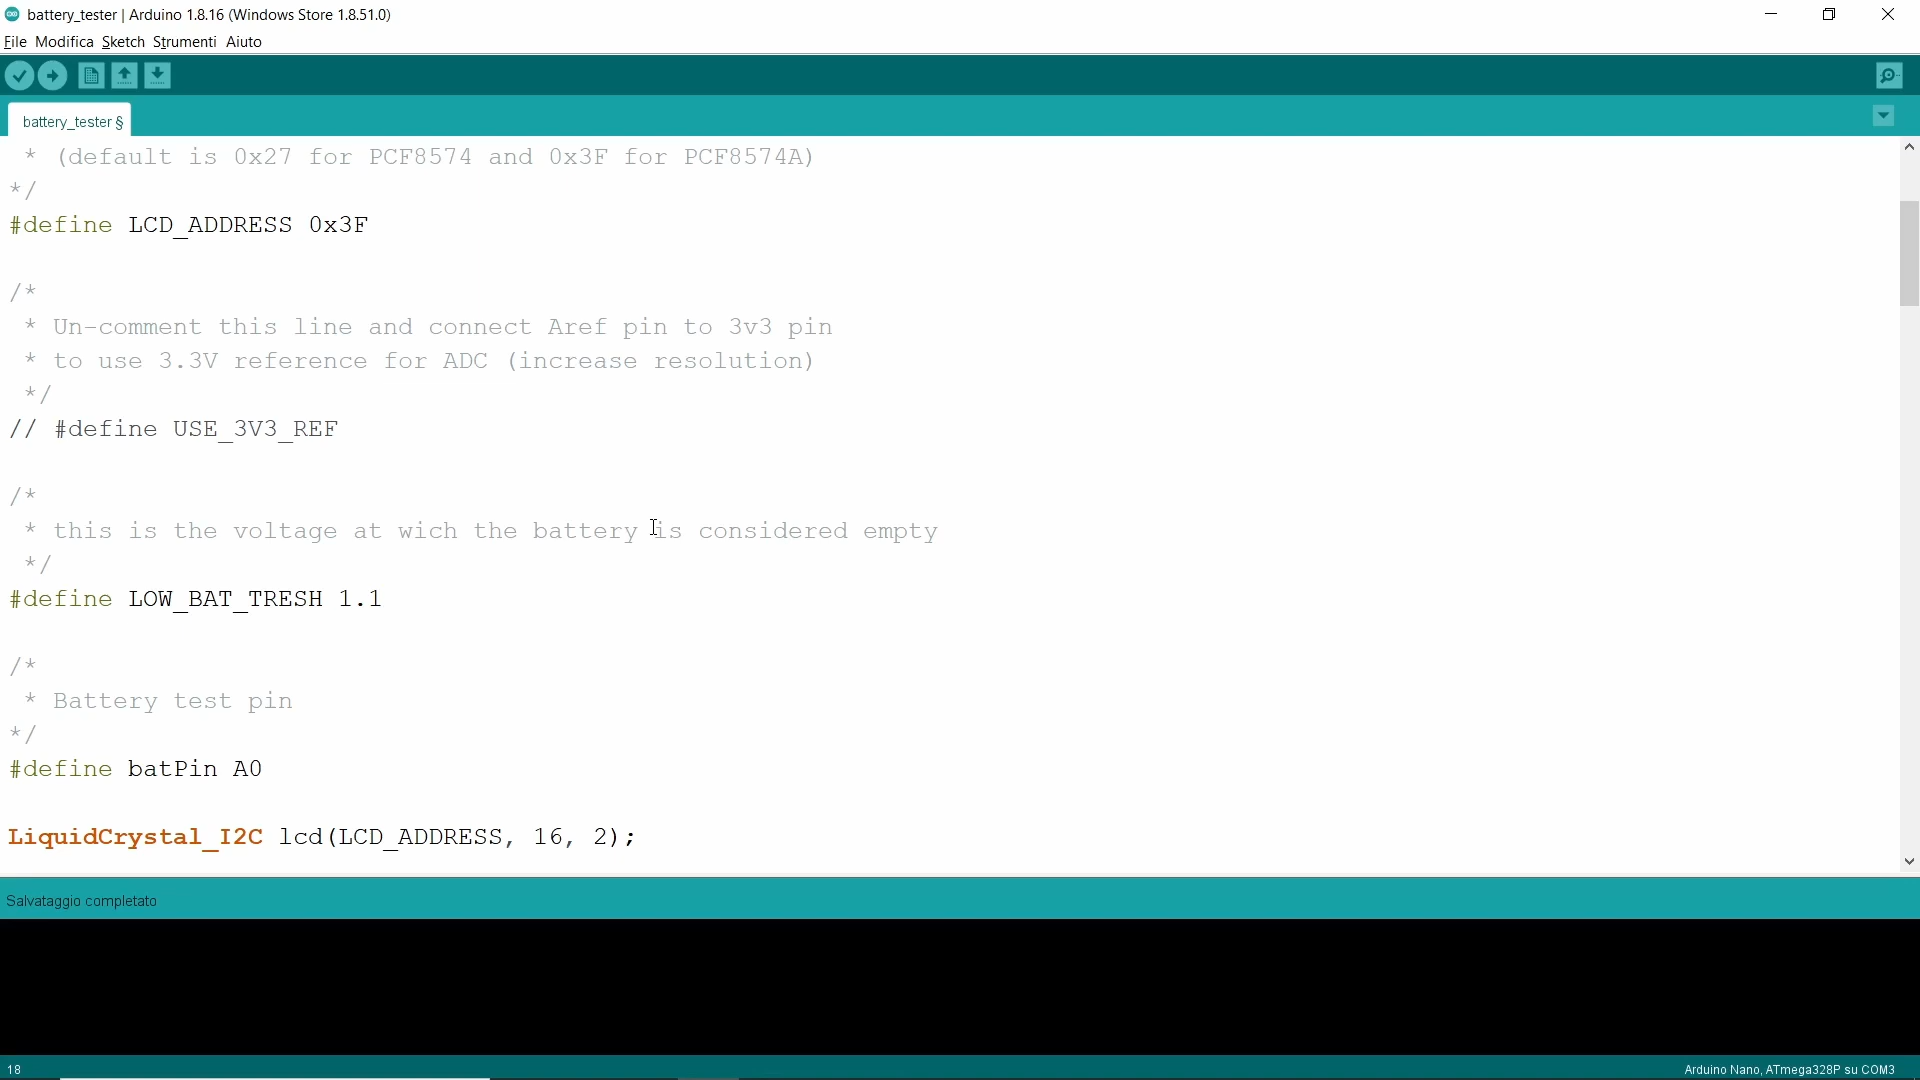 battery_tester | Arduino 1.8.16 (Windows Store 1.8.51.0)
File Modifica Sketch Strumenti Aiuto
battery_tester §
* (default is 0x27 for PCF8574 and 0x3F for PCF8574A)
*/
#define LCD_ADDRESS 0x3F
/*
* Un-comment this line and connect Aref pin to 3v3 pin
* to use 3.3V reference for ADC (increase resolution)
*/
// #define USE_3V3_REF
/*
* this is the voltage at wich the battery is considered empty
*/
#define LOW_BAT_TRESH 1.1
/*
* Battery test pin
*/
#define batPin A0
LiquidCrystal_I2C lcd(LCD_ADDRESS, 16, 2);
Salvataggio completato
18
Arduino Nano, ATmega328P su COM3